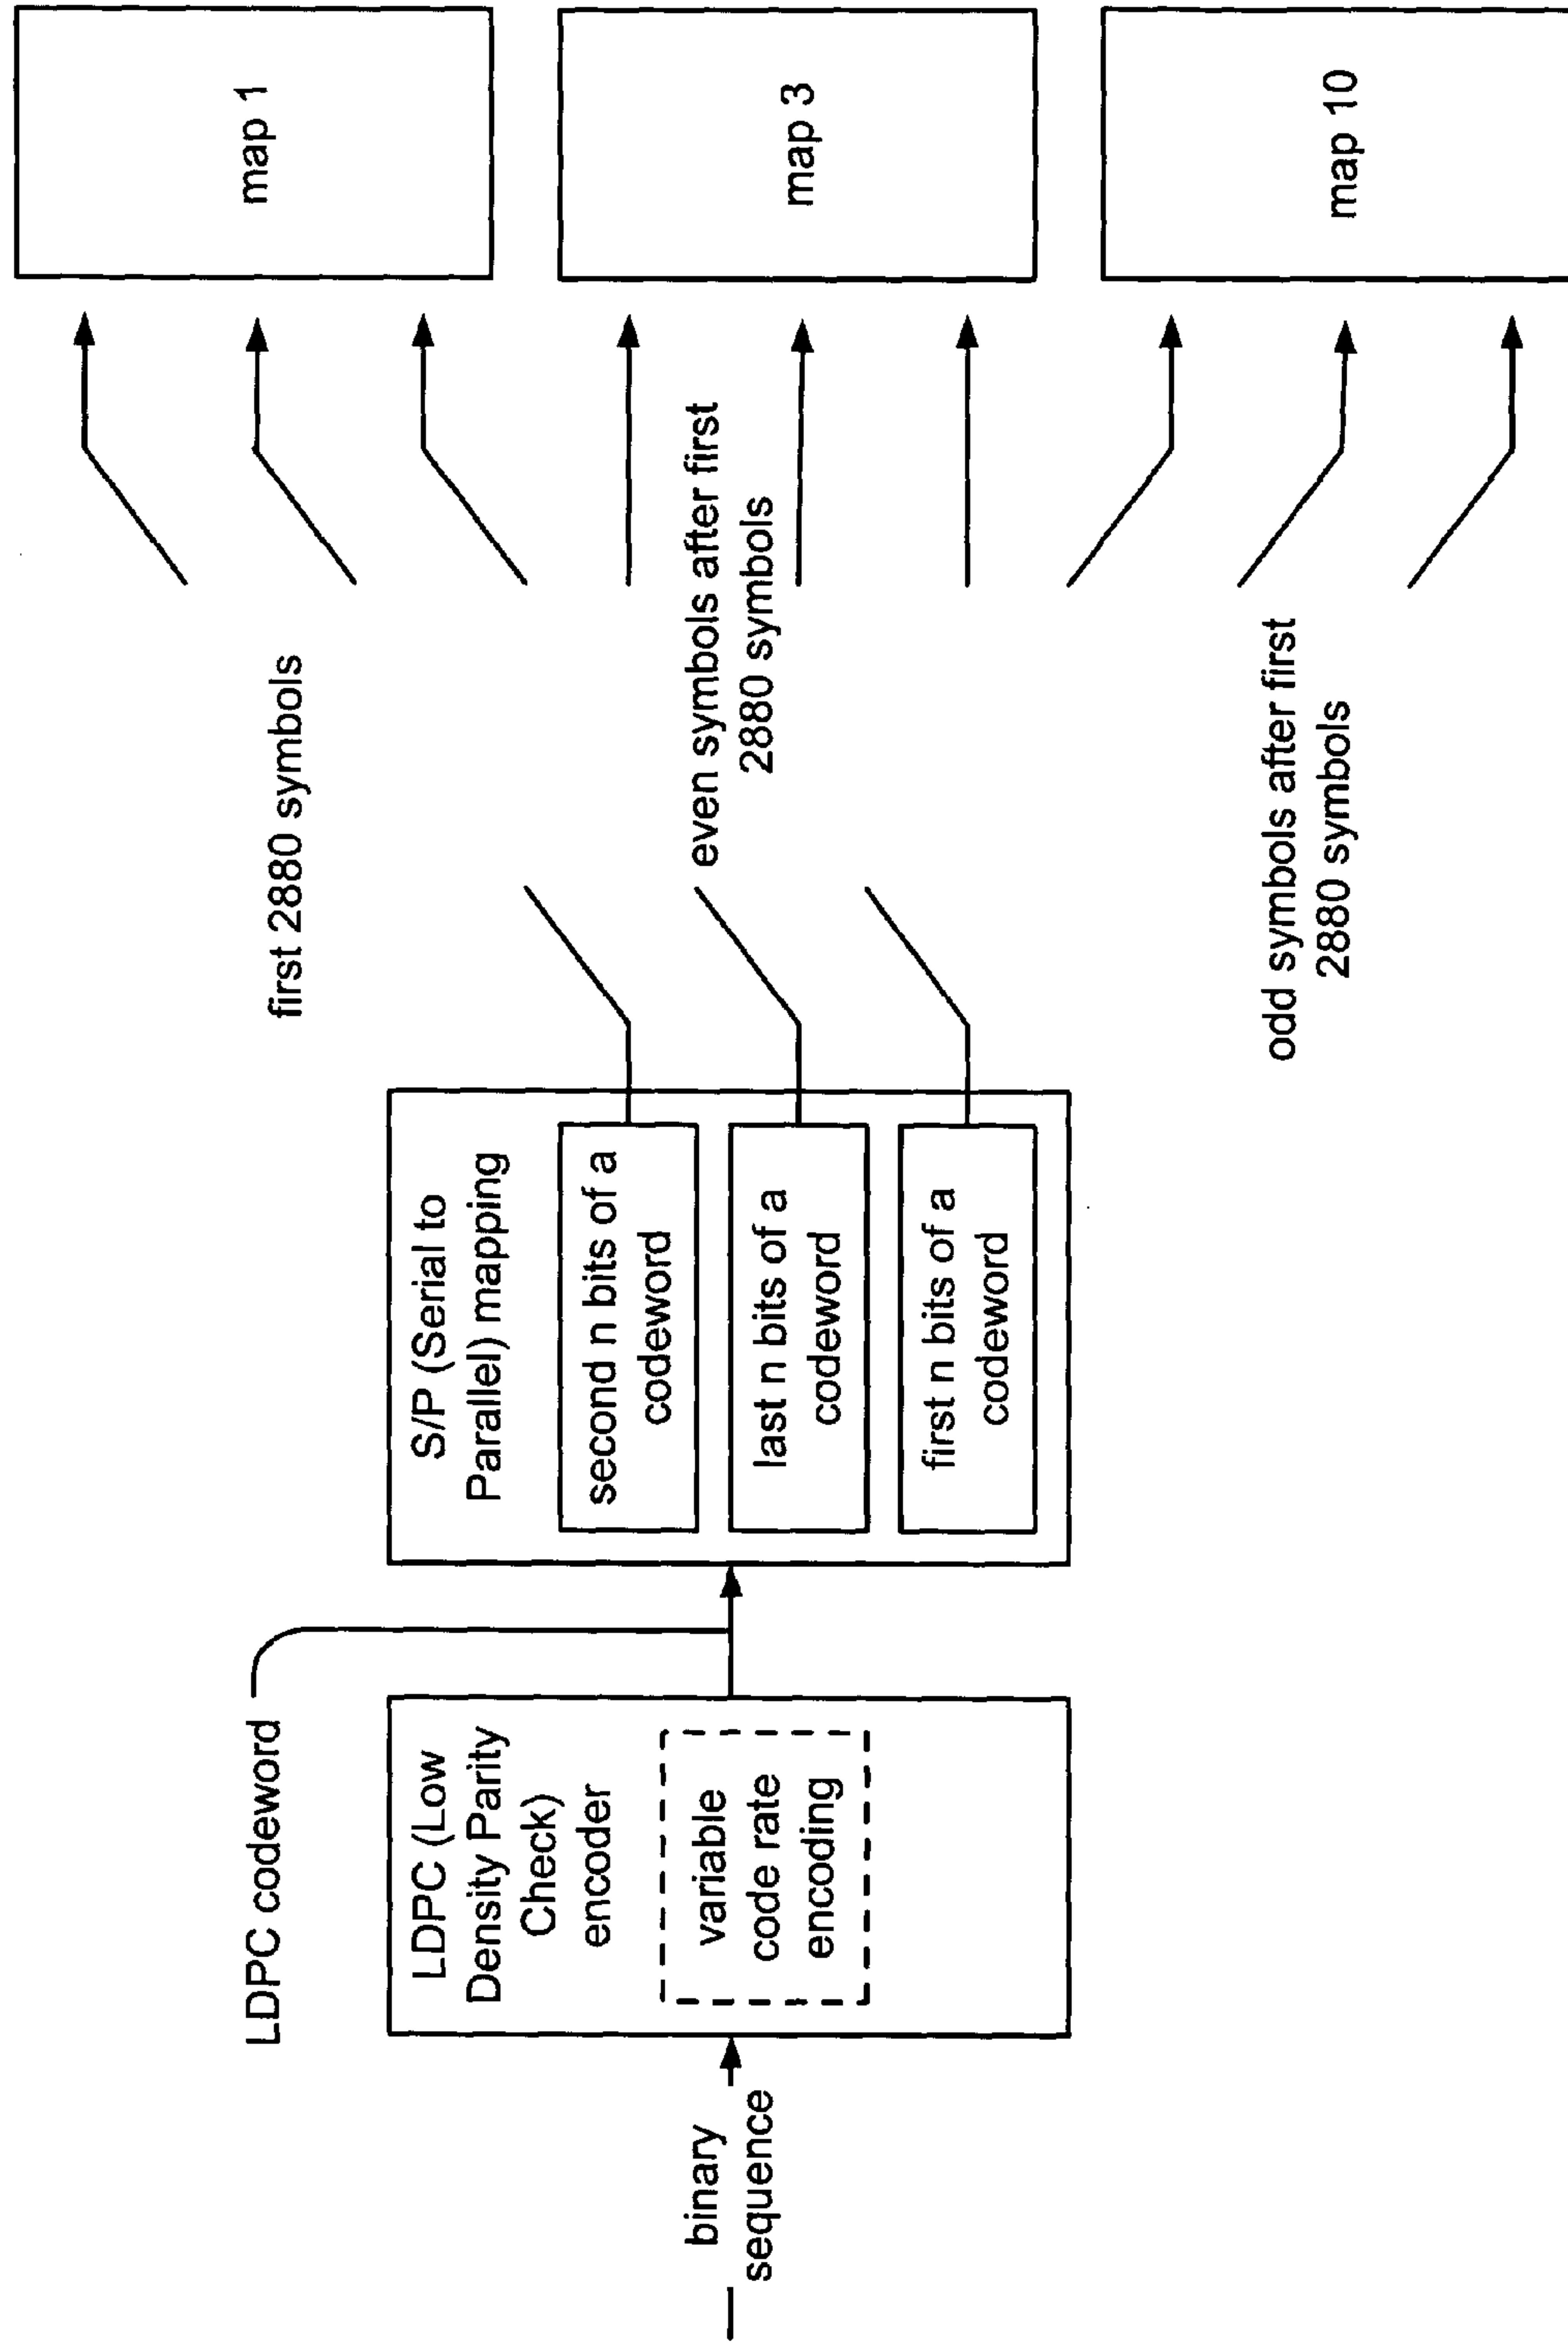 binary
sequence
LDPC codeword
LDPC (Low
Density Parity
Check)
encoder
variable
code rate
encoding
S/P (Serial to
Parallel) mapping
second n bits of a
codeword
last n bits of a
codeword
first n bits of a
codeword
first 2880 symbols
even symbols after first
2880 symbols
odd symbols after first
2880 symbols
map 1
map 3
map 10